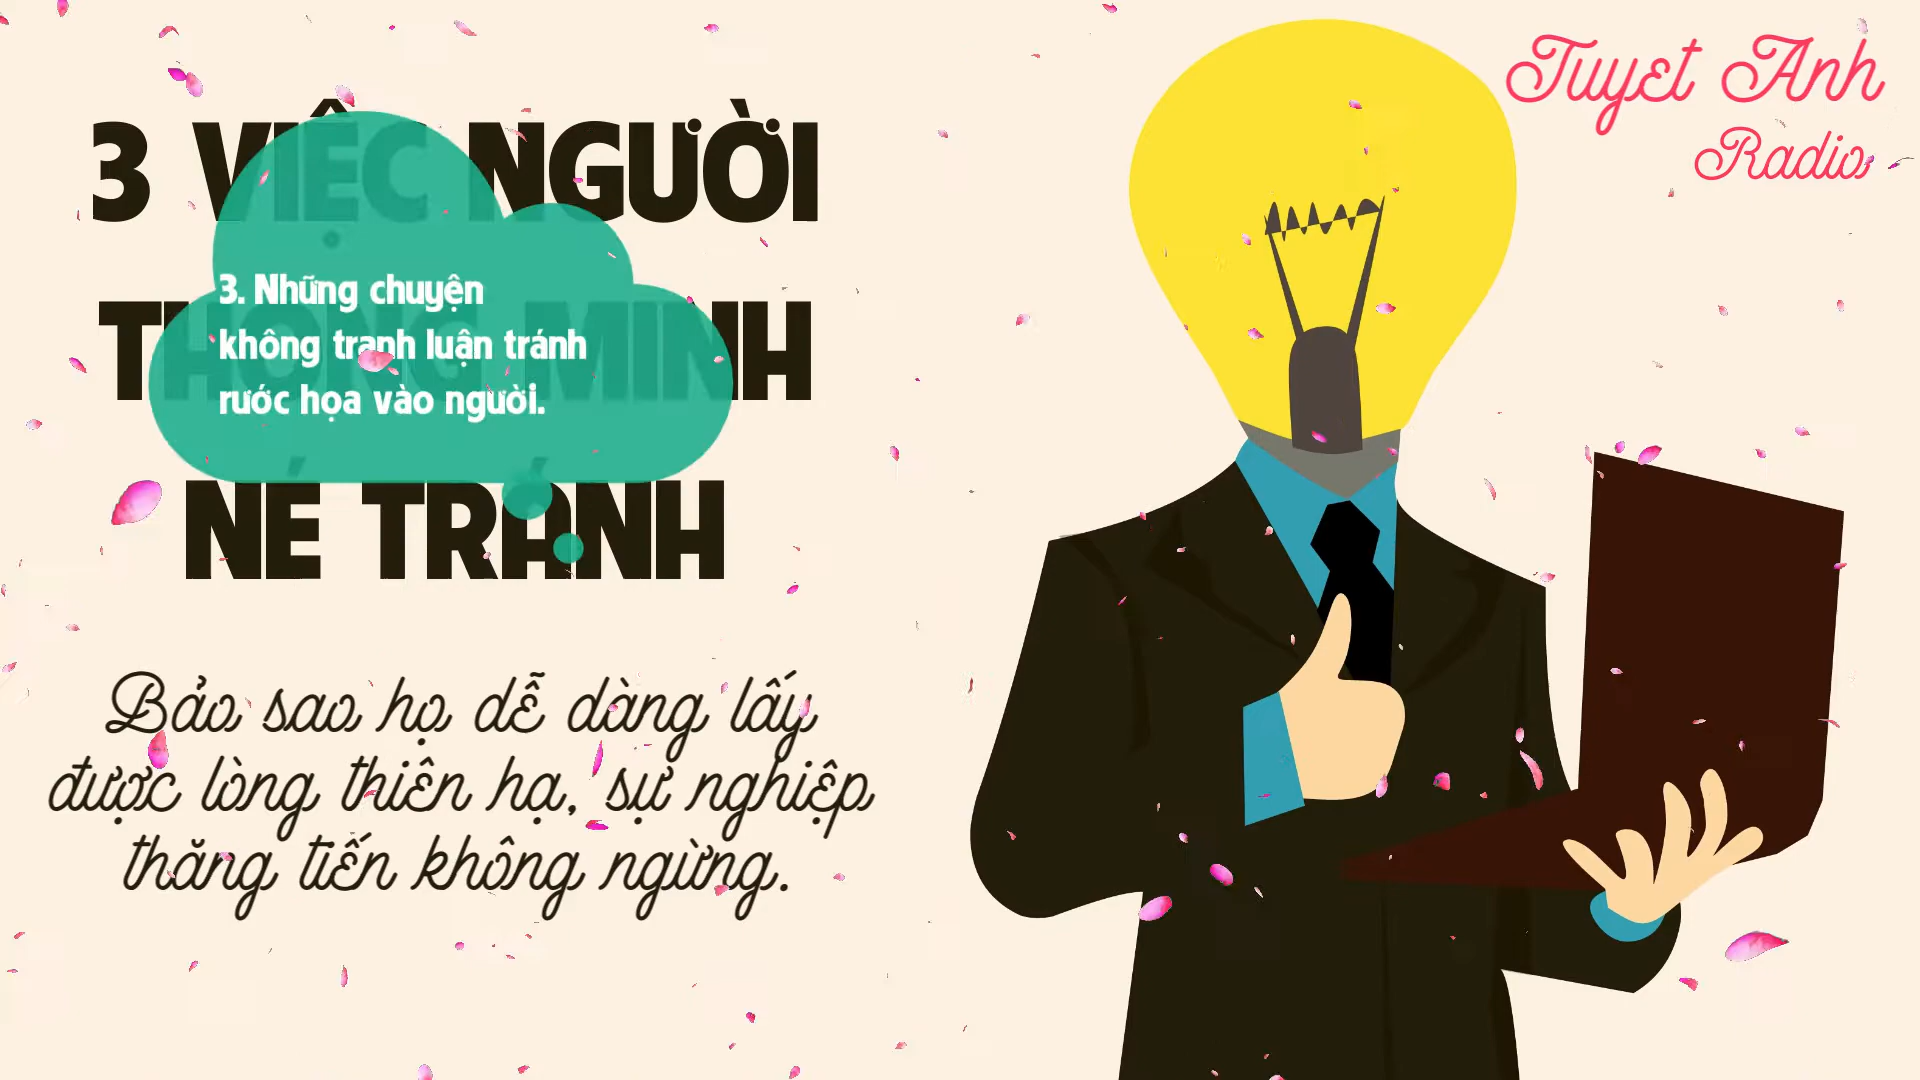 3 VIỆC NGƯỜI
THÔNG MINH
NÉ TRÁNH
3. Những chuyện
không tranh luận tránh
rước họa vào người.
Bảo sao họ dễ dàng lấy
được lòng thiên hạ, sự nghiệp
thăng tiến không ngừng.
Tuyet Anh
Radio